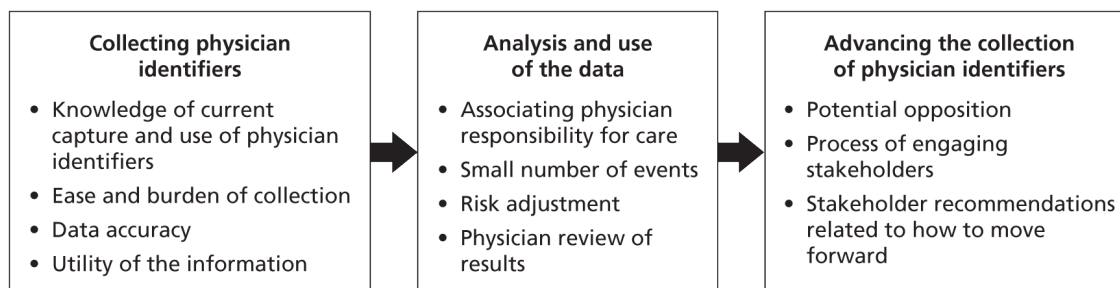 Collecting physician
identifiers
• Knowledge of current
capture and use of physician
identifiers
• Ease and burden of collection
• Data accuracy
• Utility of the information
Analysis and use
of the data
• Associating physician
responsibility for care
• Small number of events
• Risk adjustment
• Physician review of
results
Advancing the collection
of physician identifiers
• Potential opposition
• Process of engaging
stakeholders
• Stakeholder recommendations
related to how to move
forward